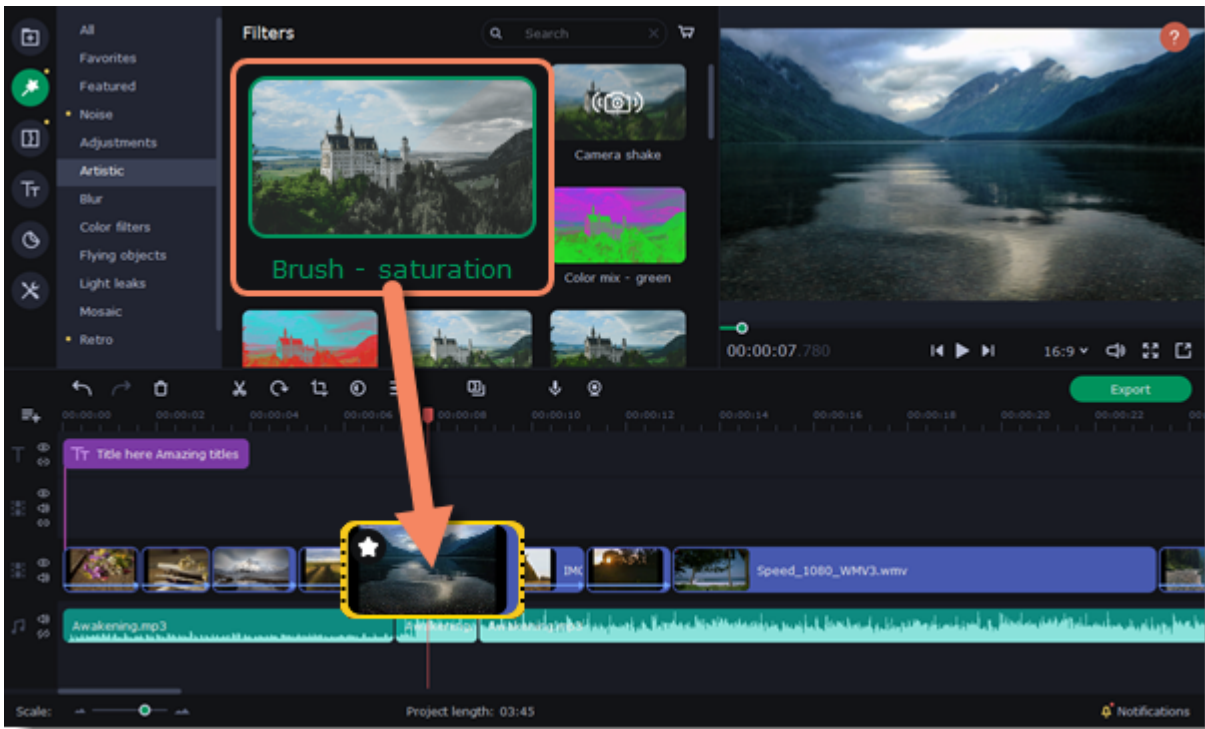 All
Favorites
Featured
Noise
Adjustments
Artistic
Blur
Color filters
Flying objects
Light leaks
Mosaic
Retro
Filters
Search
Brush - saturation
Camera shake
Color mix - green
?
00:00:07.780
16:9
Export
00:00:00 00:00:02 00:00:04 00:00:06 00:00:08 00:00:10 00:00:12 00:00:14 00:00:16 00:00:18 00:00:20 00:00:22
Tт Title here Amazing titles
IMG
Speed_1080_WMV3.wmv
Awakening.mp3
Awakening.mp3
Scale:
Project length: 03:45
Notifications